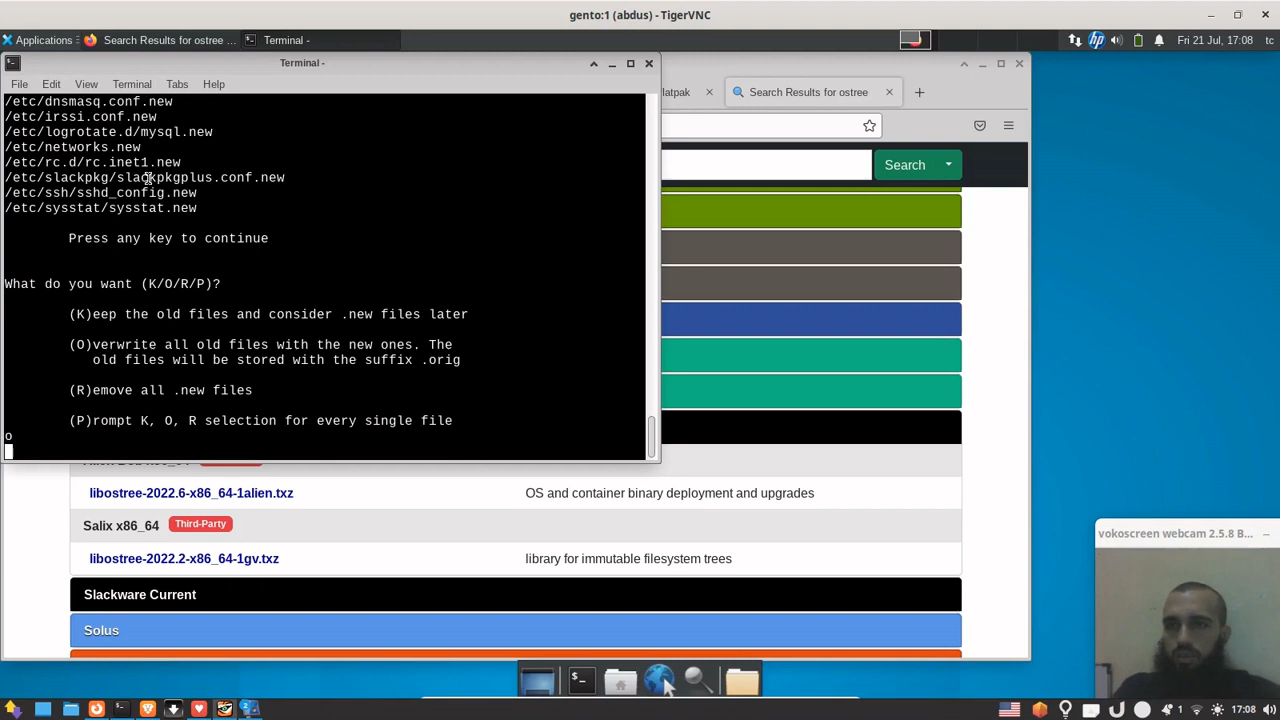 gento:1 (abdus) - TigerVNC
Applications
Search Results for ostree ...
Terminal -
Fri 21 Jul, 17:08
tc
Terminal -
File Edit View Terminal Tabs Help
latpak
Search Results for ostree
/etc/dnsmasq.conf.new
/etc/irssi.conf.new
/etc/logrotate.d/mysql.new
/etc/networks.new
/etc/rc.d/rc.inet1.new
/etc/slackpkg/slackpkgplus.conf.new
/etc/ssh/sshd_config.new
/etc/sysstat/sysstat.new
Press any key to continue
What do you want (K/O/R/P)?
(K)eep the old files and consider .new files later
(O)verwrite all old files with the new ones. The
old files will be stored with the suffix .orig
(R)emove all .new files
(P)rompt K, O, R selection for every single file
o
Search
libostree-2022.6-x86_64-1alien.txz
OS and container binary deployment and upgrades
Salix x86_64 Third-Party
libostree-2022.2-x86_64-1gv.txz
library for immutable filesystem trees
Slackware Current
Solus
vokoscreen webcam 2.5.8 B...
1
17:08